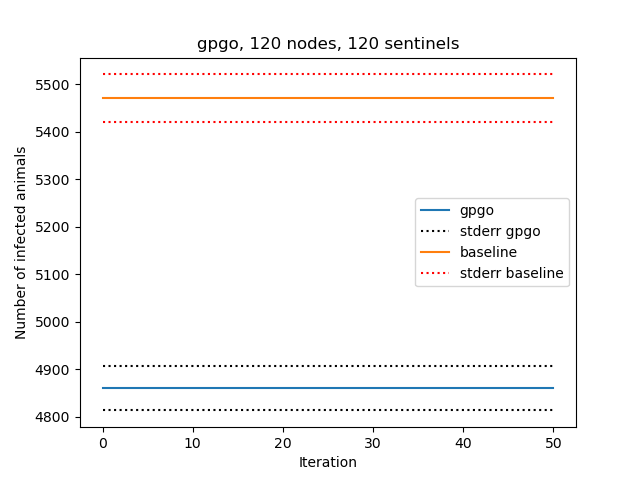 gpgo, 120 nodes, 120 sentinels
5500
5400
5300
5200
5100
5000
4900
4800
Number of infected animals
gpgo
stderr gpgo
baseline
stderr baseline
0 10 20 30 40 50
Iteration